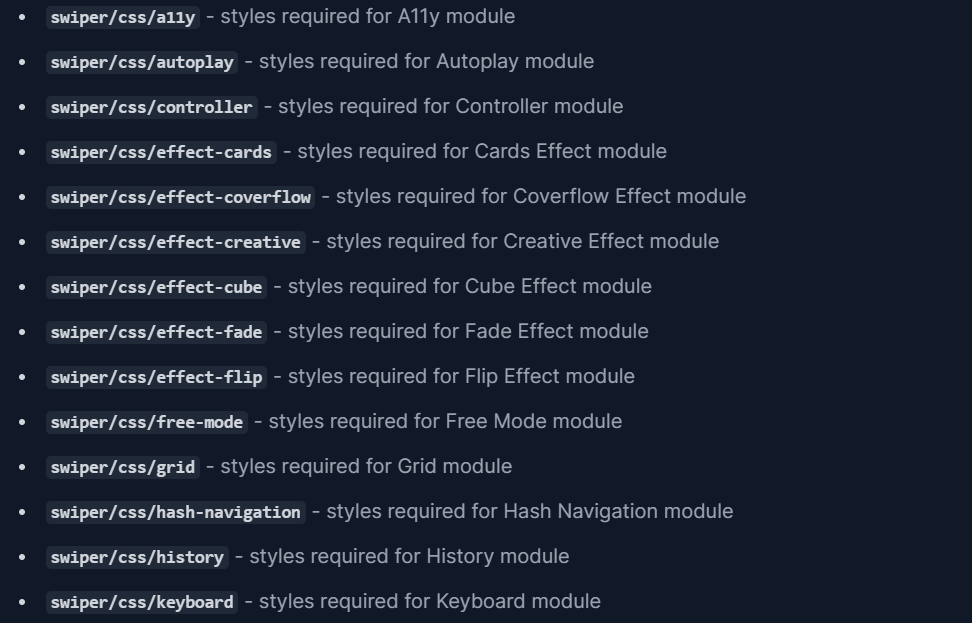 swiper/css/a11y - styles required for A11y module
swiper/css/autoplay - styles required for Autoplay module
swiper/css/controller - styles required for Controller module
swiper/css/effect-cards - styles required for Cards Effect module
swiper/css/effect-coverflow - styles required for Coverflow Effect module
swiper/css/effect-creative - styles required for Creative Effect module
swiper/css/effect-cube - styles required for Cube Effect module
swiper/css/effect-fade - styles required for Fade Effect module
swiper/css/effect-flip - styles required for Flip Effect module
swiper/css/free-mode - styles required for Free Mode module
swiper/css/grid - styles required for Grid module
swiper/css/hash-navigation - styles required for Hash Navigation module
swiper/css/history - styles required for History module
swiper/css/keyboard - styles required for Keyboard module